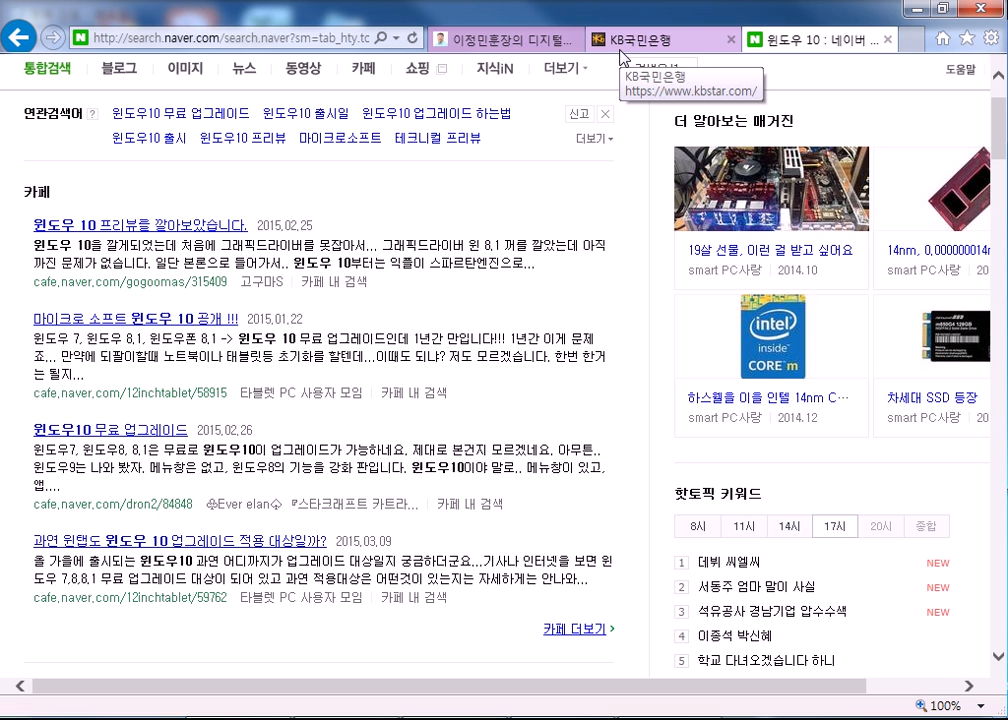 http://search.naver.com/search.naver?sm=tab_hty.tc
이정민훈장의 디지털...
KB국민은행
윈도우 10 : 네이버 ...
통합검색 블로그 이미지 뉴스 동영상 카페 쇼핑 지식iN 더보기
도움말
KB국민은행
https://www.kbstar.com/
연관검색어 ? 윈도우10 무료 업그레이드 윈도우10 출시일 윈도우10 업그레이드 하는법 신고
윈도우10 출시 윈도우10 프리뷰 마이크로소프트 테크니컬 프리뷰 더보기
카페
윈도우 10 프리뷰를 깔아보았습니다. 2015.02.25
윈도우 10을 깔게되었는데 처음에 그래픽드라이버를 못잡아서... 그래픽드라이버 윈 8.1 꺼를 깔았는데 아직
까진 문제가 없습니다. 일단 본론으로 들어가서.. 윈도우 10부터는 익플이 스파르탄엔진으로...
cafe.naver.com/gogoomas/315409 고구마S 카페 내 검색
마이크로 소프트 윈도우 10 공개 !!! 2015.01.22
윈도우 7, 윈도우 8.1, 윈도우폰 8.1 -> 윈도우 10 무료 업그레이드인데 1년간 만입니다!!! 1년간 이게 문제
죠... 만약에 되팔이할때 노트북이나 태블릿등 초기화를 할텐데...이때도 되나? 저도 모르겠습니다. 한번 한거
는 될지...
cafe.naver.com/12inchtablet/58915 타블렛 PC 사용자 모임 카페 내 검색
윈도우10 무료 업그레이드 2015.02.26
윈도우7, 윈도우8, 8.1은 무료로 윈도우10이 업그레이드가 가능하네요. 제대로 본건지 모르겠네요. 아무튼..
윈도우9는 나와 봤자. 메뉴창은 없고, 윈도우8의 기능을 강화 판입니다. 윈도우10이야 말로.. 메뉴창이 있고,
앱....
cafe.naver.com/dron2/84848 ♧Ever elan♤ 『스타크래프트 카트라... 카페 내 검색
과연 윈탭도 윈도우 10 업그레이드 적용 대상일까? 2015.03.09
올 가을에 출시되는 윈도우10 과연 어디까지가 업그레이드 대상일지 궁금하더군요...기사나 인터넷을 보면 윈
도우 7,8,8.1 무료 업그레이드 대상이 되어 있고 과연 적용대상은 어떤것이 있는지는 자세하게는 안나와...
cafe.naver.com/12inchtablet/59762 타블렛 PC 사용자 모임 카페 내 검색
카페 더보기
더 알아보는 매거진
19살 선물, 이런 걸 받고 싶어요
smart PC사랑 2014.10
14nm, 0.000000014r
smart PC사랑 20
intel
inside
CORE m
하스웰을 이을 인텔 14nm C...
smart PC사랑 2014.12
차세대 SSD 등장
smart PC사랑 20
핫토픽 키워드
8시 11시 14시 17시 20시 종합
1 데뷔 씨엘씨 NEW
2 서동주 엄마 말이 사실 NEW
3 석유공사 경남기업 압수수색 NEW
4 이종석 박신혜
5 학교 다녀오겠습니다 하니
100%